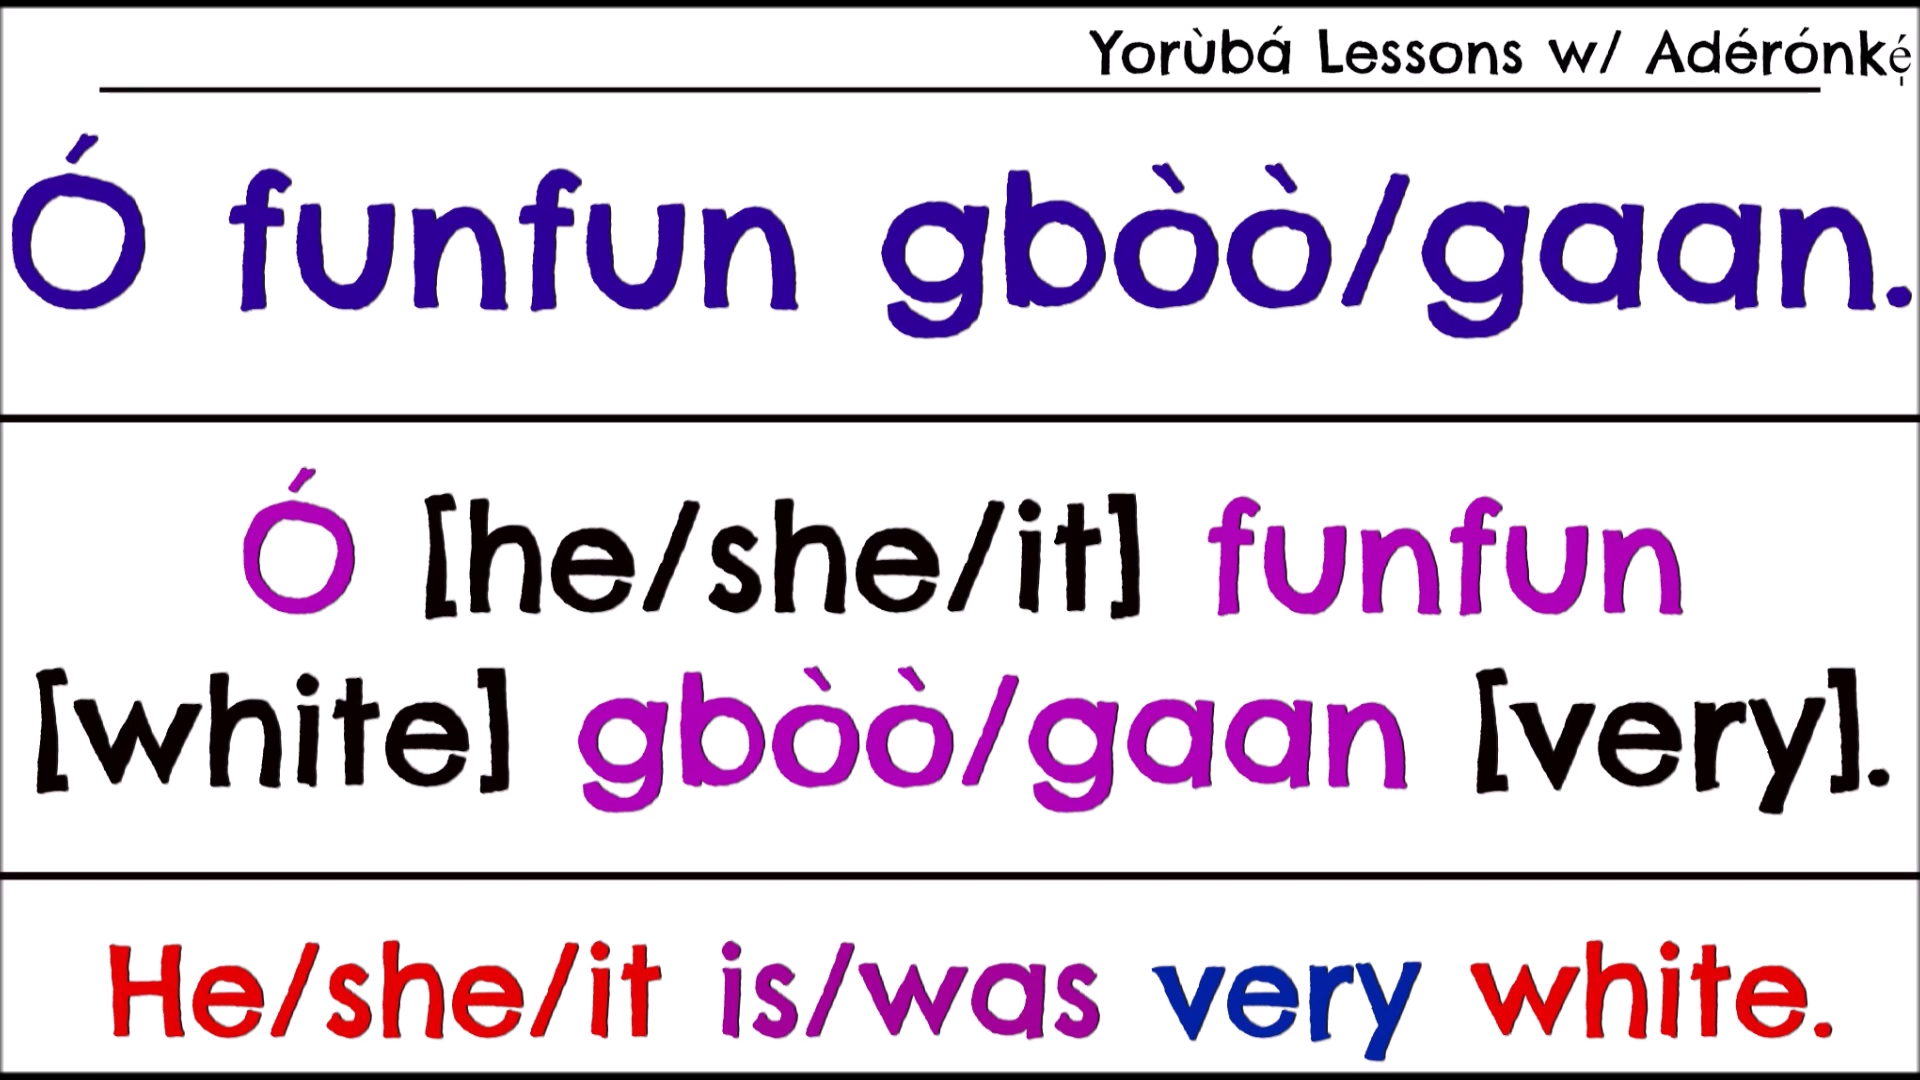 Yorùbá Lessons w/ Adérónkẹ́
Ó funfun gbòò/gaan.
Ó [he/she/it] funfun
[white] gbòò/gaan [very].
He/she/it is/was very white.